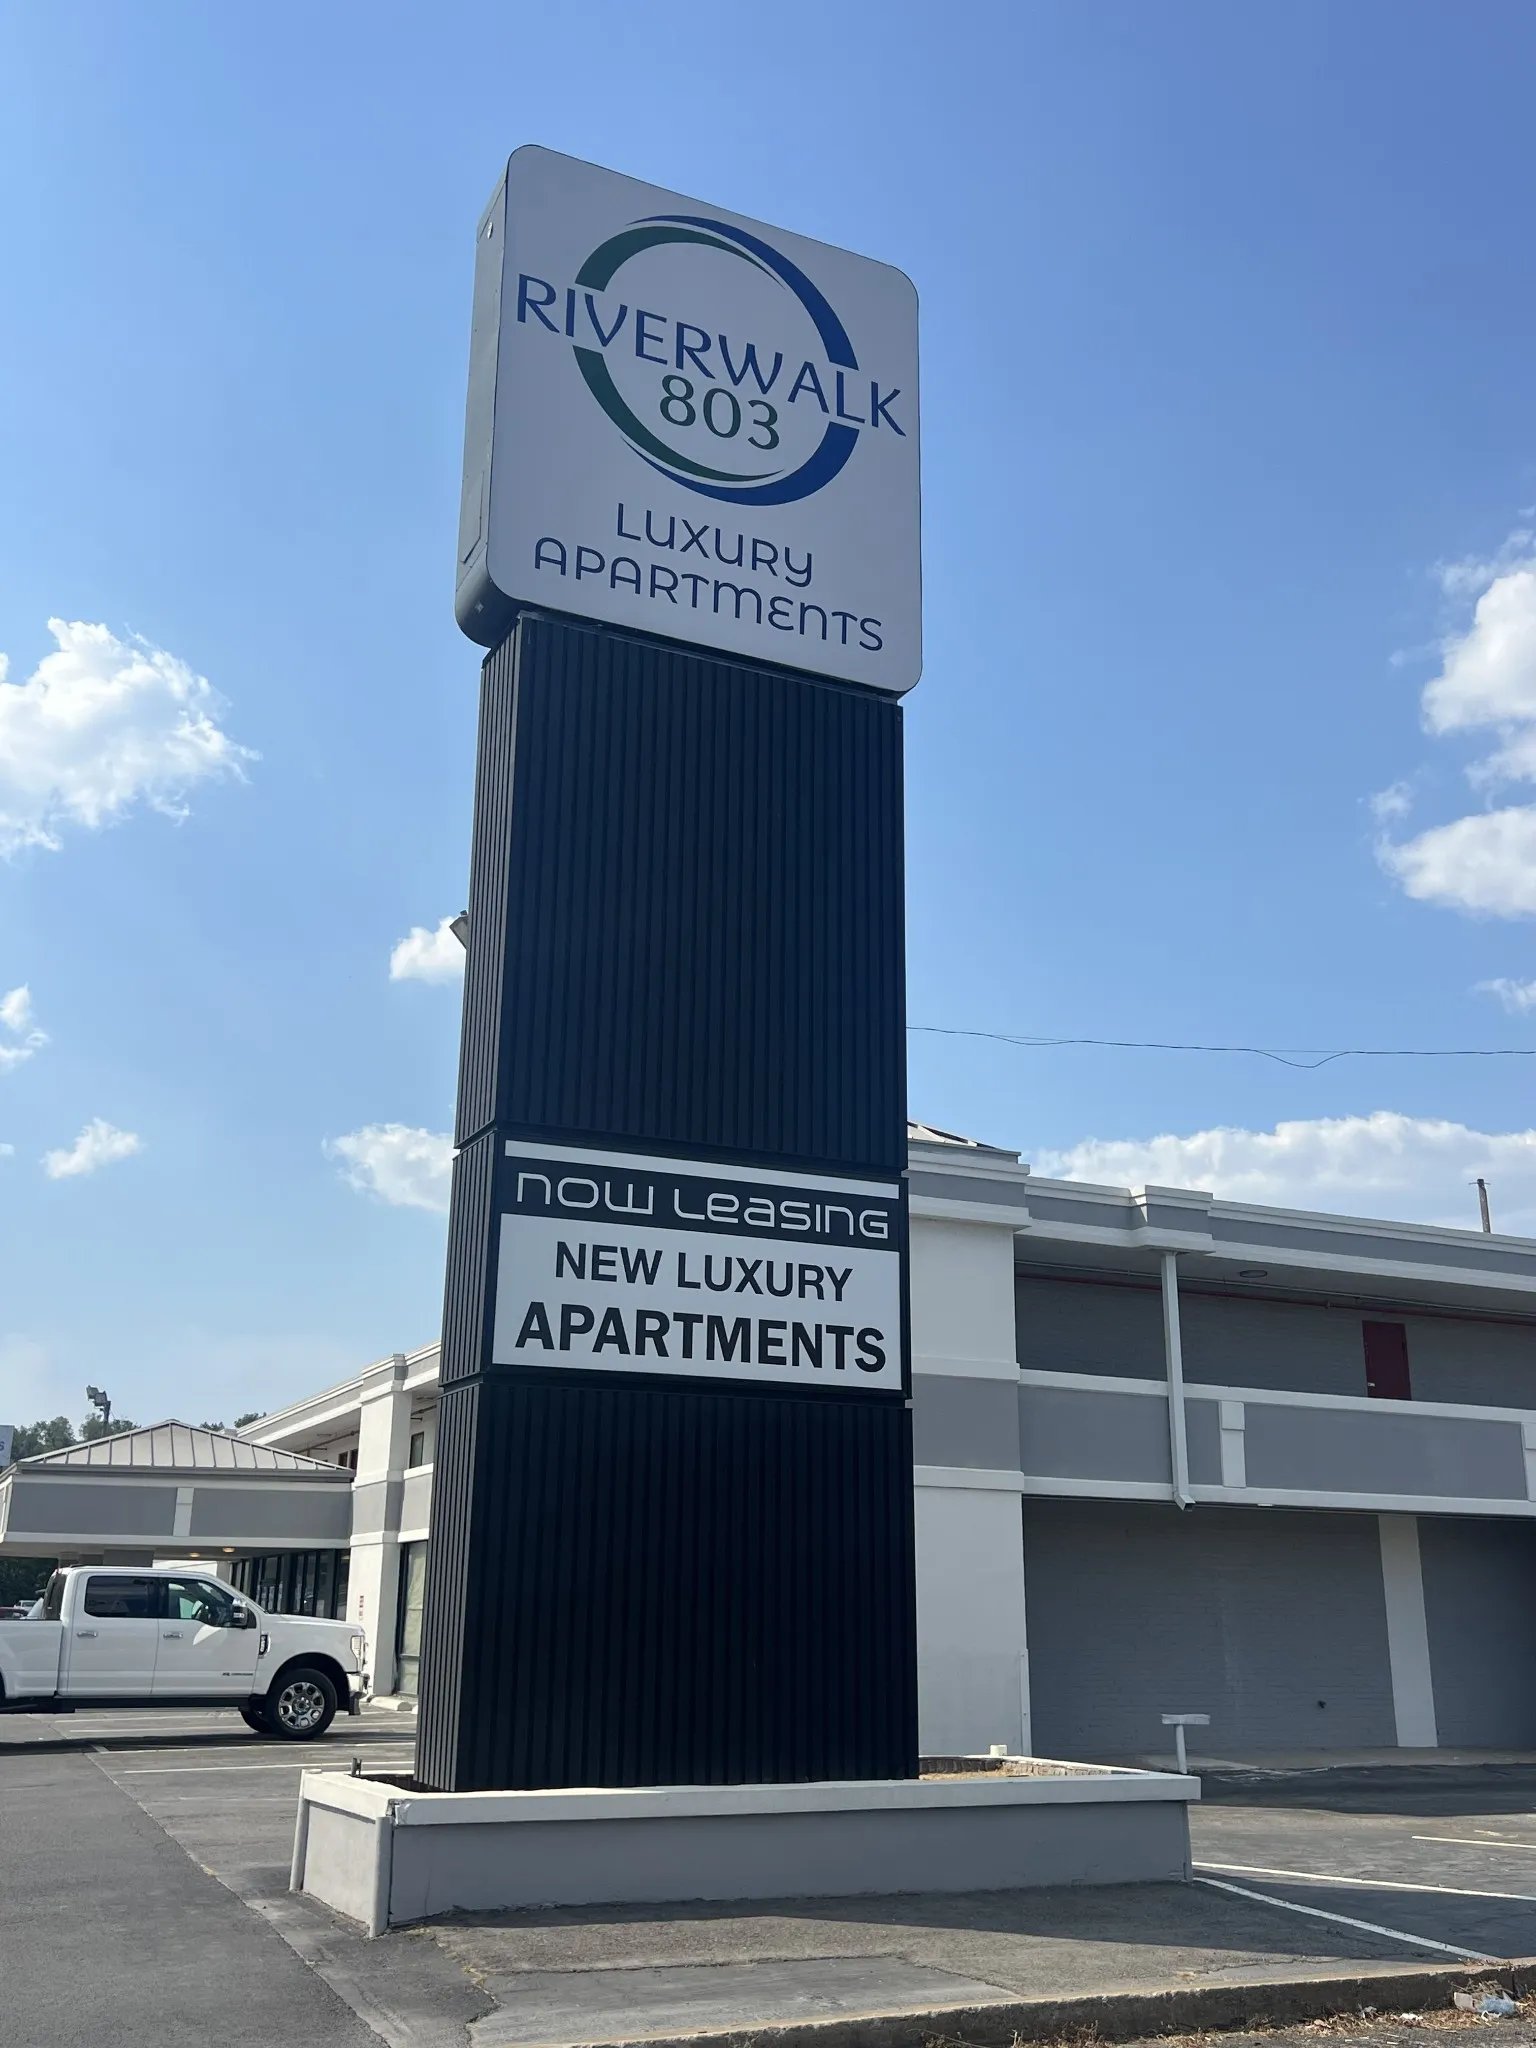 RIVERWALK
803
LUXURY
APARTMENTS
NOW LEASING
NEW LUXURY
APARTMENTS